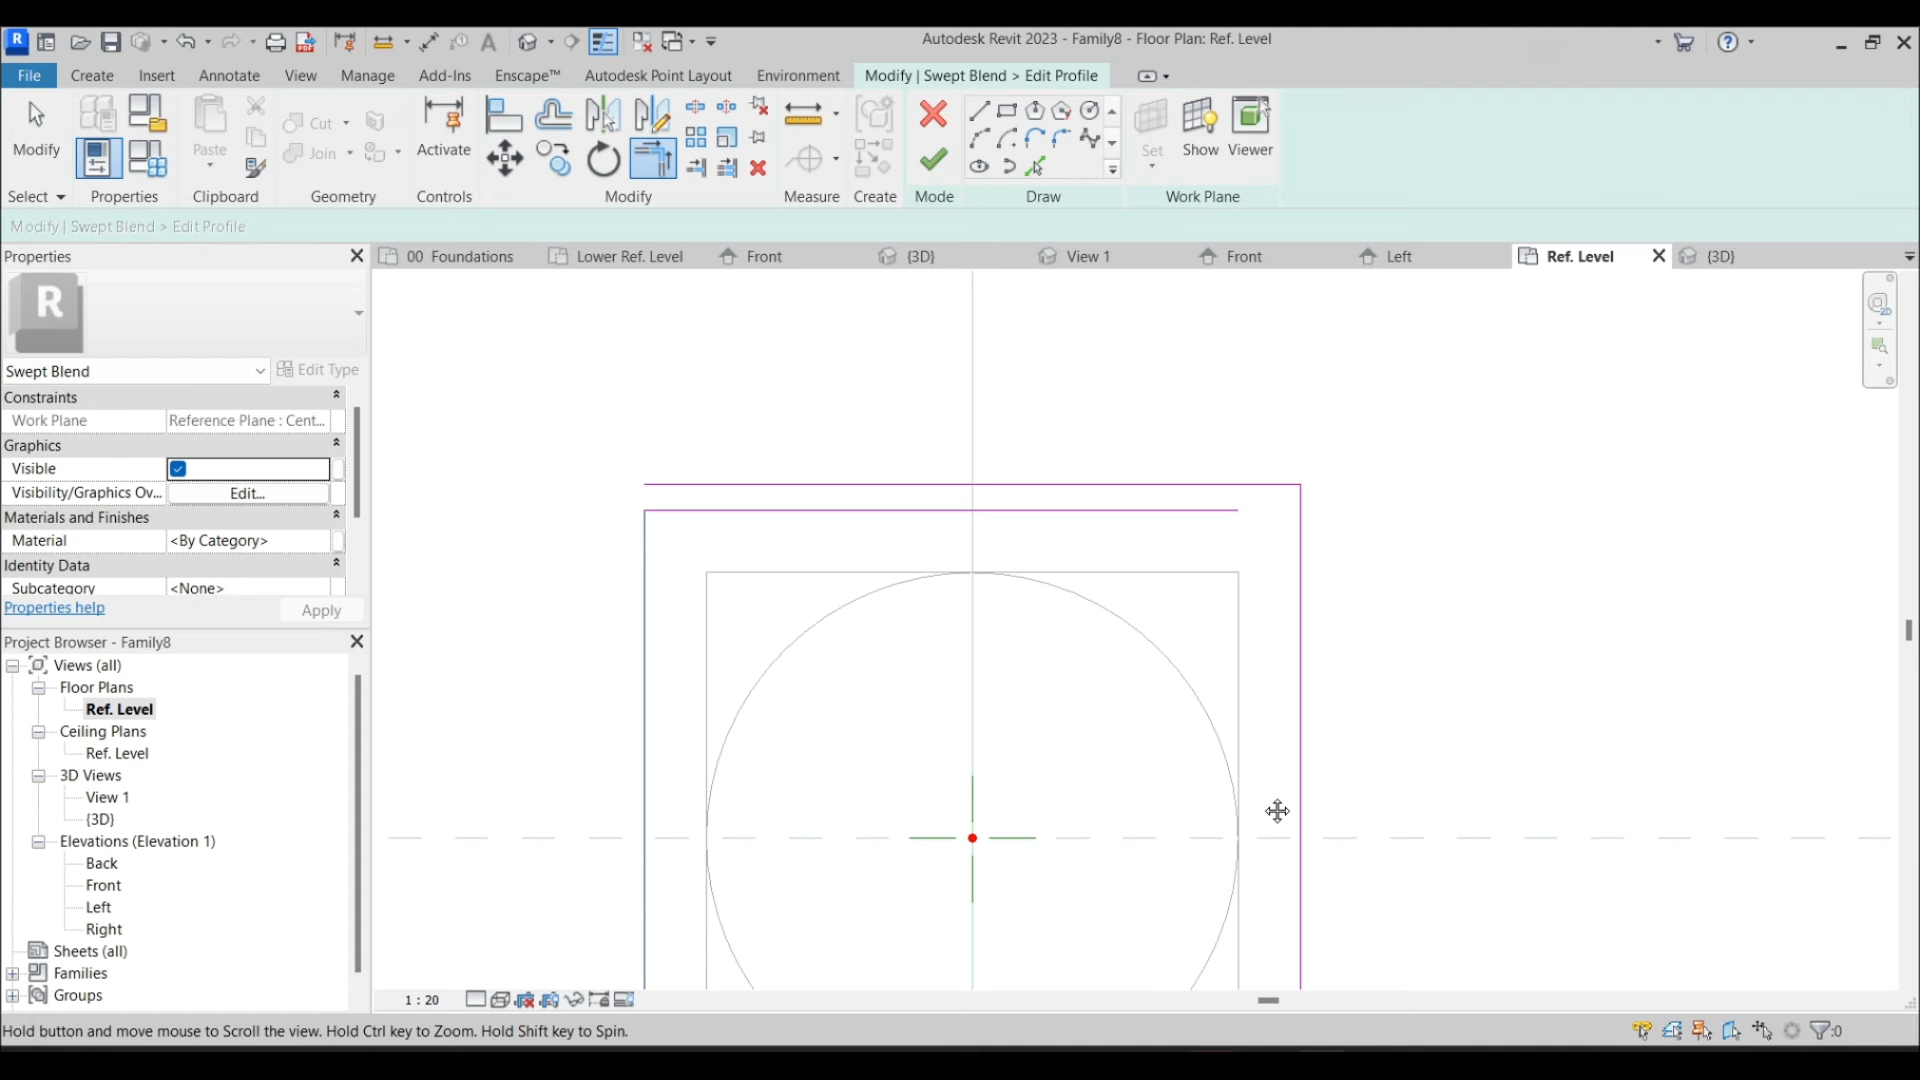 R
Autodesk Revit 2023 - Family8 - Floor Plan: Ref. Level
File Create Insert Annotate View Manage Add-Ins Enscape™ Autodesk Point Layout Environment Modify | Swept Blend > Edit Profile
Modify
Paste
Cut
Join
Activate
Set Show Viewer
Select Properties Clipboard Geometry Controls Modify Measure Create Mode Draw Work Plane
Modify | Swept Blend > Edit Profile
Properties
00 Foundations Lower Ref. Level Front {3D} View 1 Front Left Ref. Level {3D}
R
2D
Swept Blend Edit Type
Constraints
Work Plane Reference Plane : Cent...
Graphics
Visible
Visibility/Graphics Ov... Edit...
Materials and Finishes
Material <By Category>
Identity Data
Subcategory <None>
Properties help Apply
Project Browser - Family8
Views (all)
Floor Plans
Ref. Level
Ceiling Plans
Ref. Level
3D Views
View 1
{3D}
Elevations (Elevation 1)
Back
Front
Left
Right
Sheets (all)
Families
Groups
1 : 20
Hold button and move mouse to Scroll the view. Hold Ctrl key to Zoom. Hold Shift key to Spin.
:0